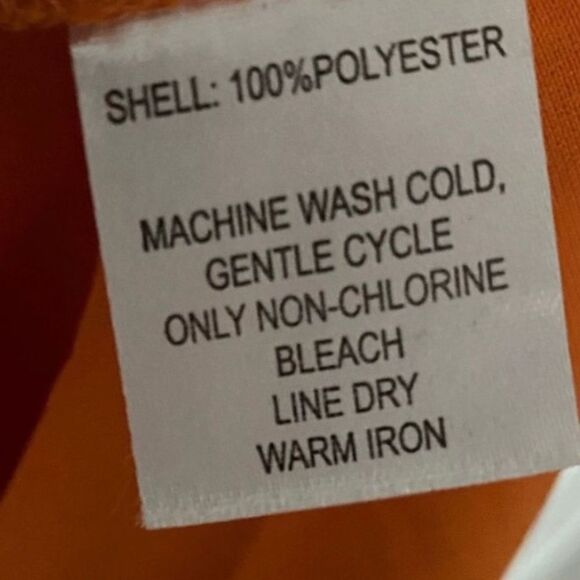 SHELL: 100%POLYESTER
MACHINE WASH COLD,
GENTLE CYCLE
ONLY NON-CHLORINE
BLEACH
LINE DRY
WARM IRON